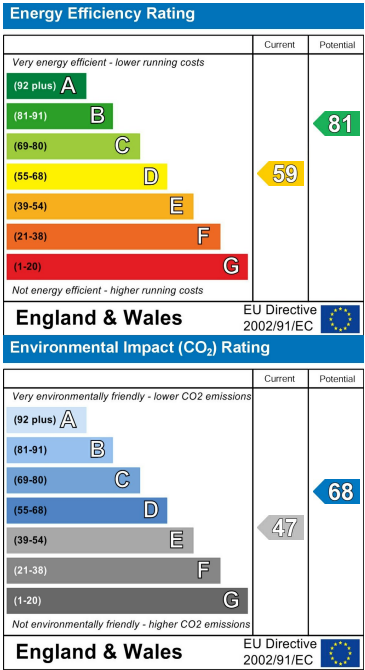 Energy Efficiency Rating
Current Potential
Very energy efficient - lower running costs
(92 plus) A
(81-91) B
81
(69-80) C
(55-68) D
59
(39-54) E
(21-38) F
(1-20) G
Not energy efficient - higher running costs
England & Wales
EU Directive
2002/91/EC
Environmental Impact (CO₂) Rating
Current Potential
Very environmentally friendly - lower CO2 emissions
(92 plus) A
(81-91) B
(69-80) C
68
(55-68) D
(39-54) E
47
(21-38) F
(1-20) G
Not environmentally friendly - higher CO2 emissions
England & Wales
EU Directive
2002/91/EC